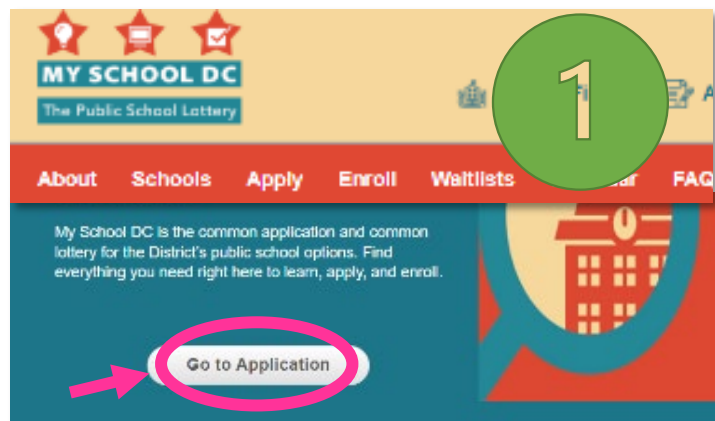 MY SCHOOL DC
The Public School Lottery
1
About Schools Apply Enroll Waitlists FAQ
My School DC is the common application and common
lottery for the District's public school options. Find
everything you need right here to learn, apply, and enroll.
Go to Application